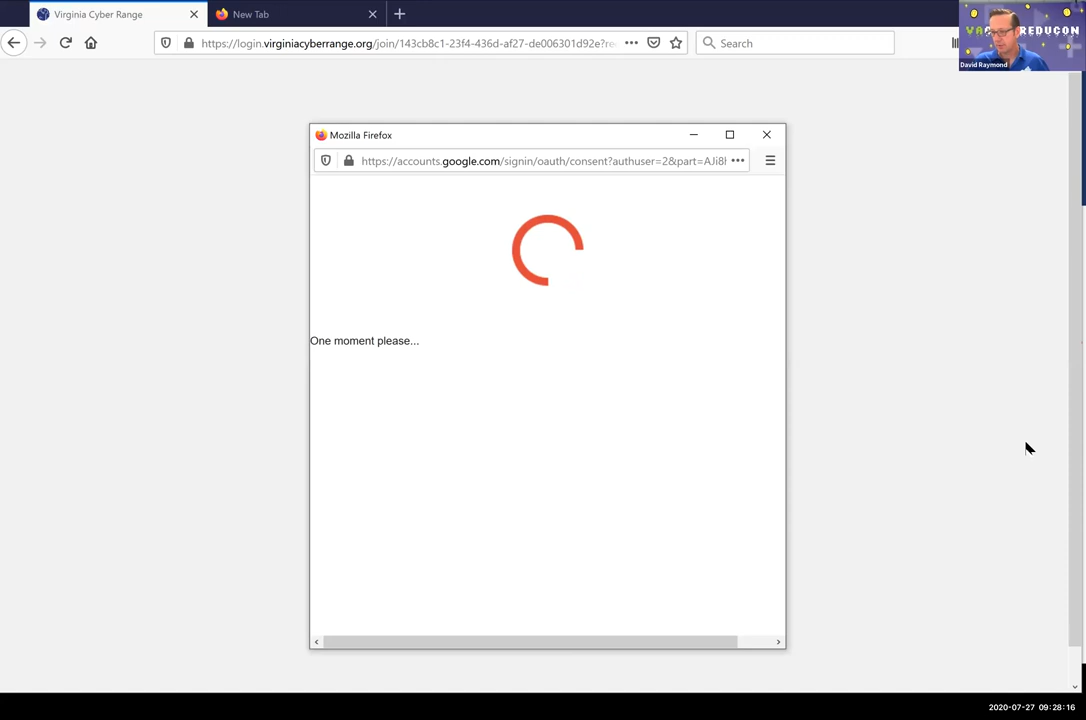 Virginia Cyber Range
New Tab
https://login.virginiacyberrange.org/join/143cb8c1-23f4-436d-af27-de006301d92e?re
Search
VA REDUCON
David Raymond
Mozilla Firefox
https://accounts.google.com/signin/oauth/consent?authuser=2&part=AJi8
One moment please...
2020-07-27 09:28:16